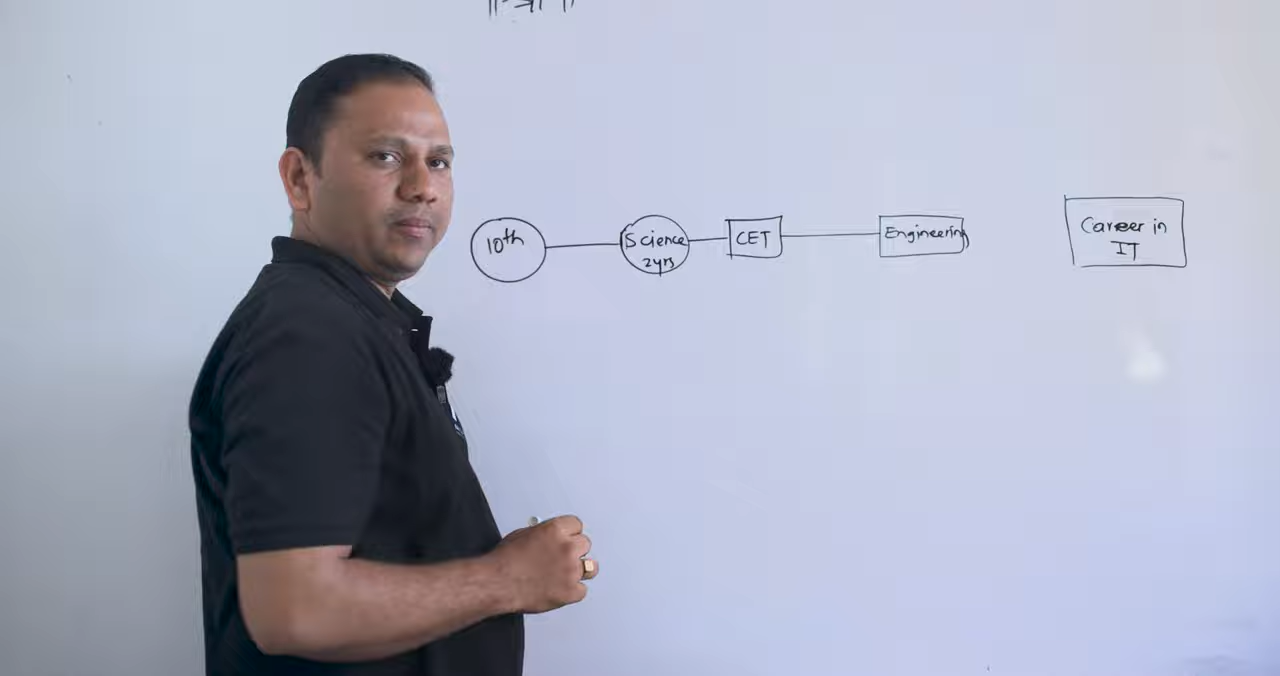 10th
Science
2yrs
CET
Engineering
Career in
IT